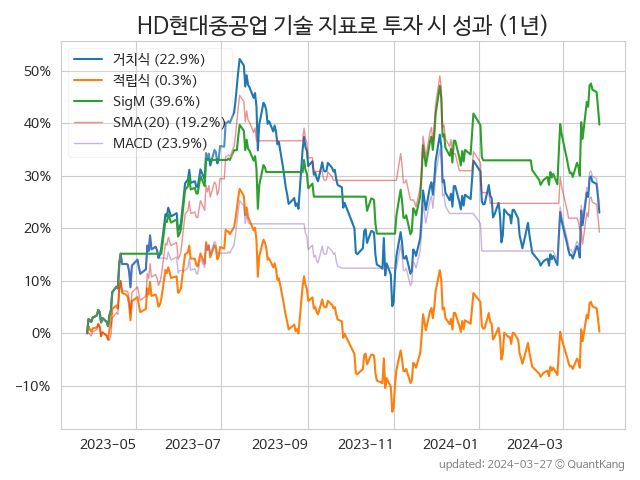 HD현대중공업 기술 지표로 투자 시 성과 (1년)
거치식 (22.9%)
적립식 (0.3%)
SigM (39.6%)
SMA(20) (19.2%)
MACD (23.9%)
50%
40%
30%
20%
10%
0%
−10%
2023-05 2023-07 2023-09 2023-11 2024-01 2024-03
updated: 2024-03-27 © QuantKang